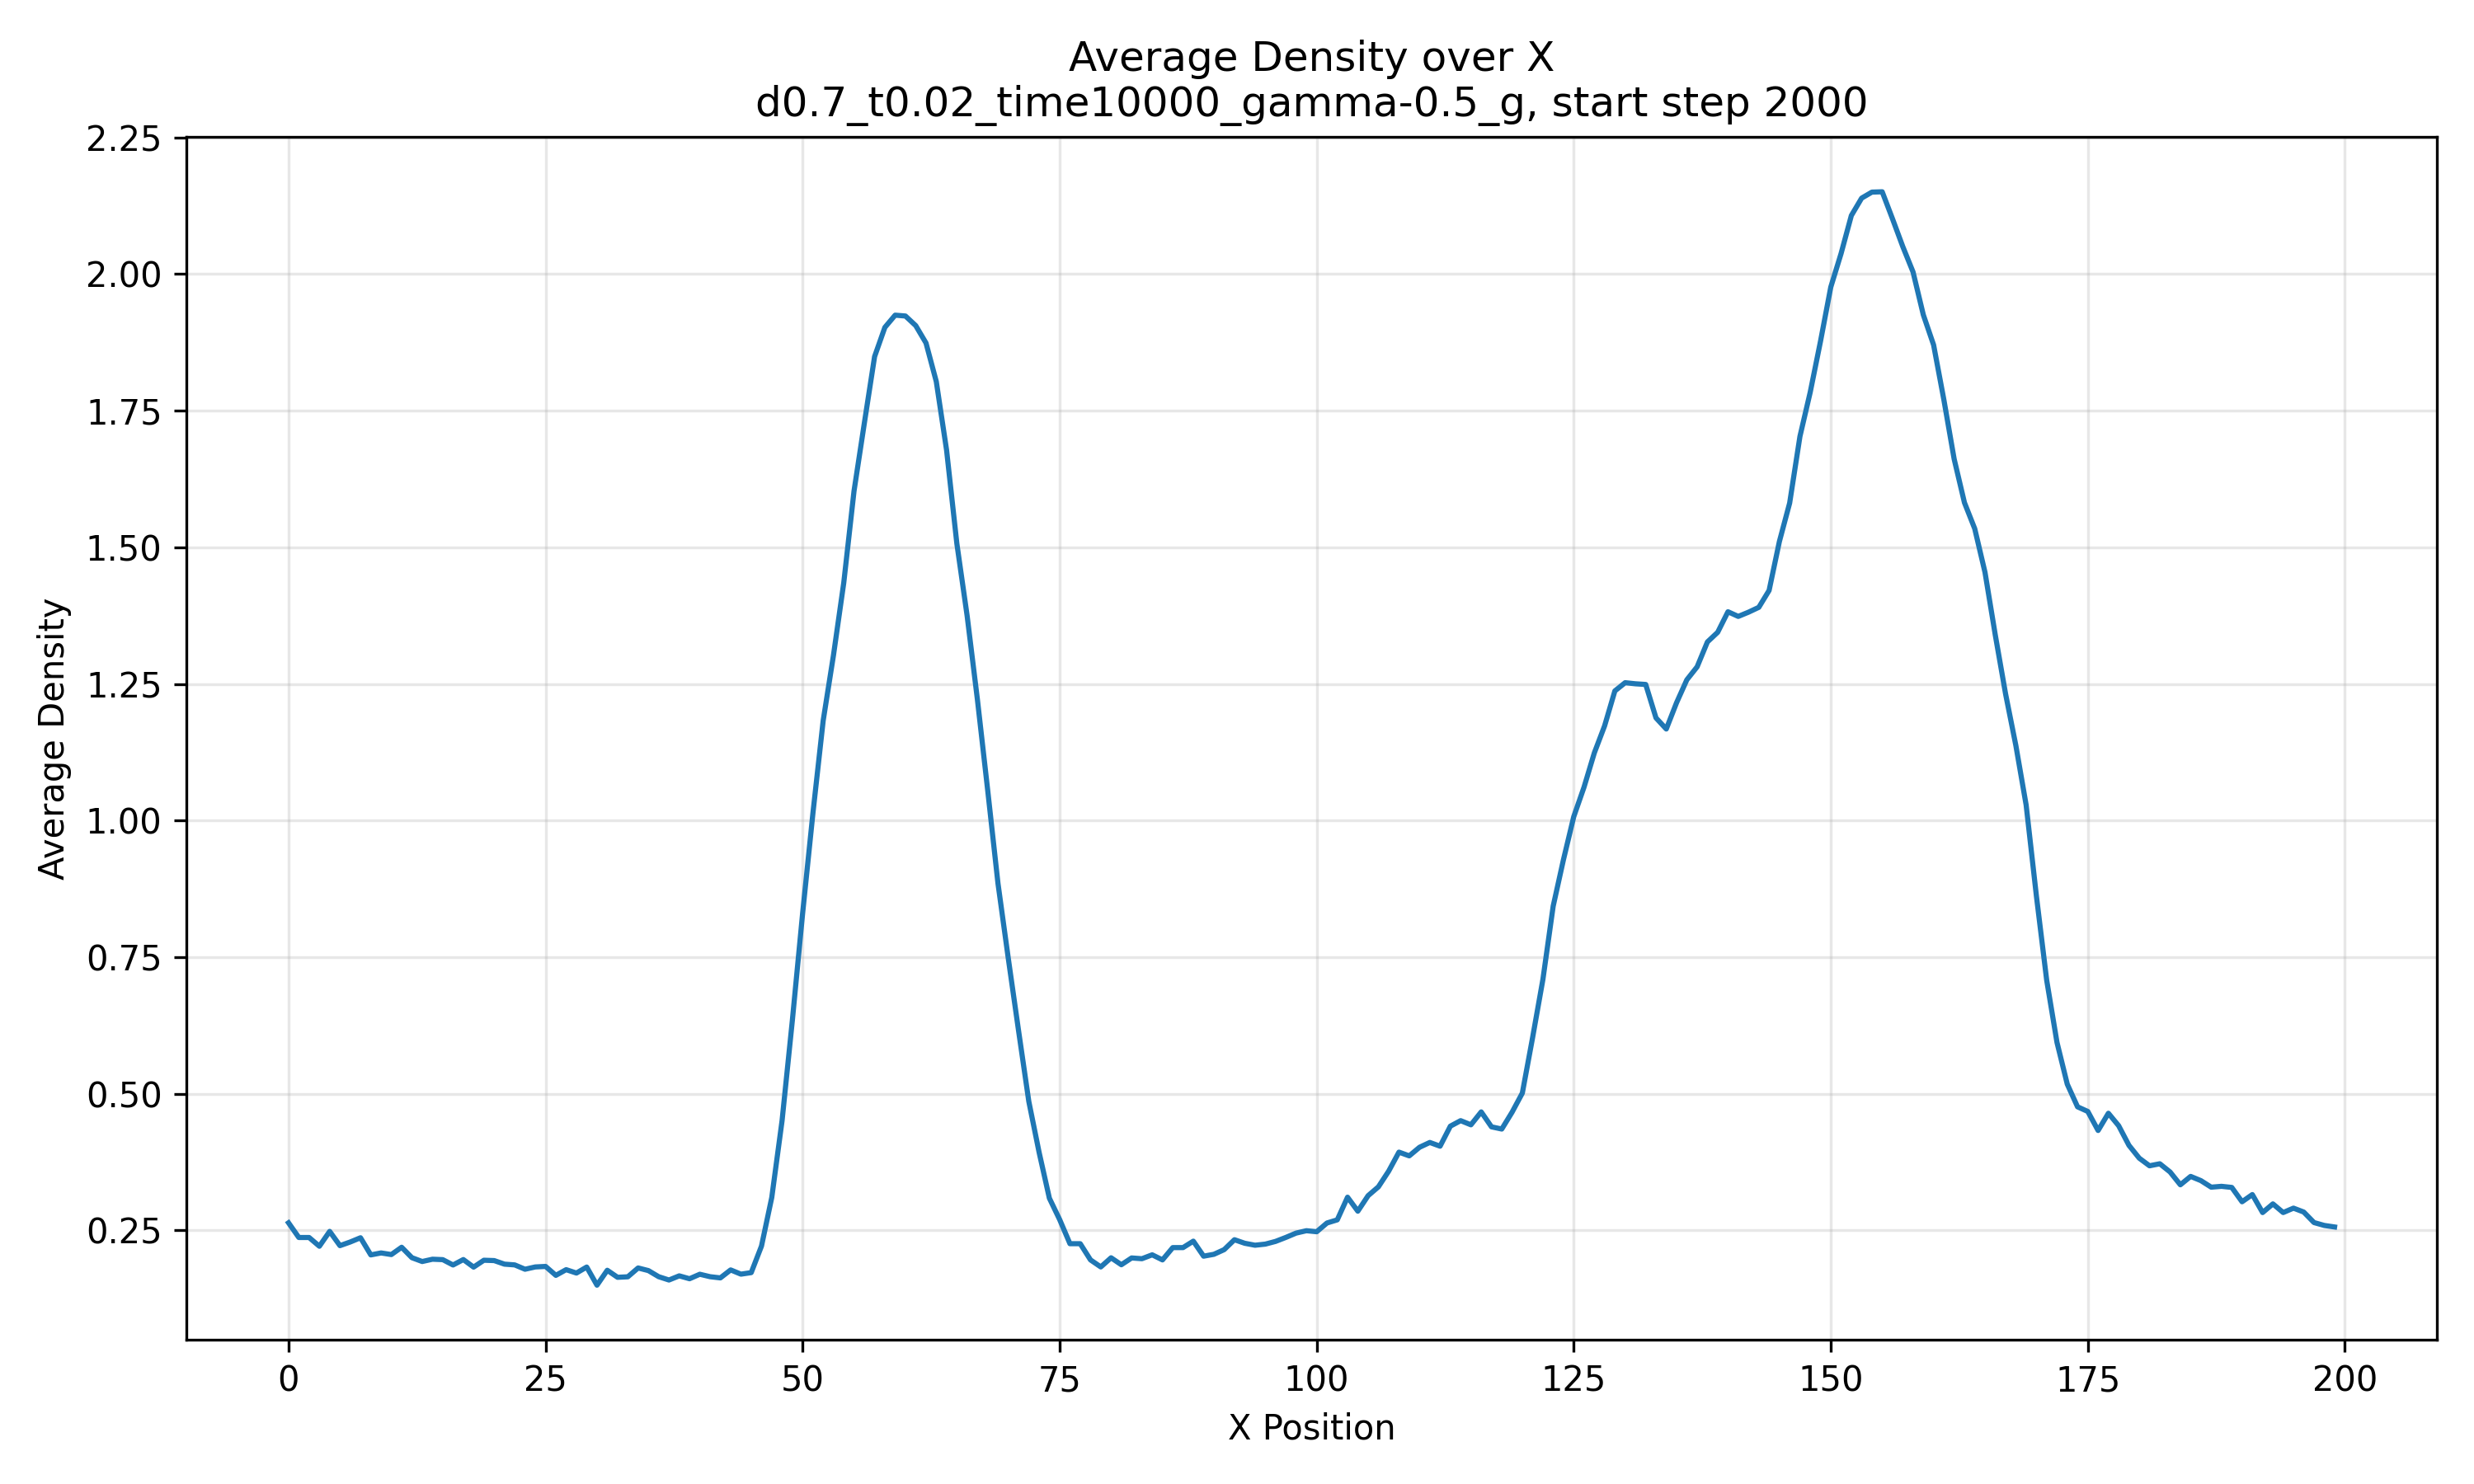 Average Density over X
d0.7_t0.02_time10000_gamma-0.5_g, start step 2000
2.25
2.00
1.75
1.50
1.25
1.00
0.75
0.50
0.25
Average Density
0 25 50 75 100 125 150 175 200
X Position